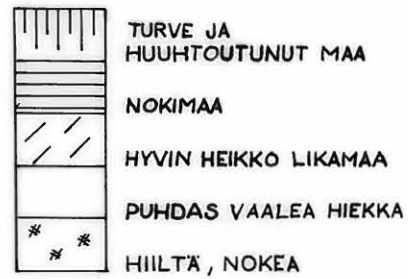 TURVE JA
HUUHTOUTUNUT MAA
NOKIMAA
HYVIN HEIKKO LIKAMAA
PUHDAS VAALEA HIEKKA
HIILTÄ, NOKEA